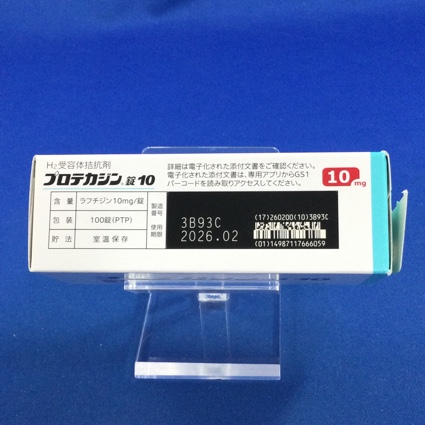 H₂受容体拮抗剤
プロテカジン®錠10
含量 ラフチジン10mg/錠
包装 100錠(PTP)
貯法 室温保存
詳細は電子化された添付文書をご確認ください。
電子化された添付文書は、専用アプリからGS1
バーコードを読み取りアクセスしてください。
10mg
製造番号 3B93C
使用期限 2026.02
(17)260200(10)3B93C
(01)14987117666059
10